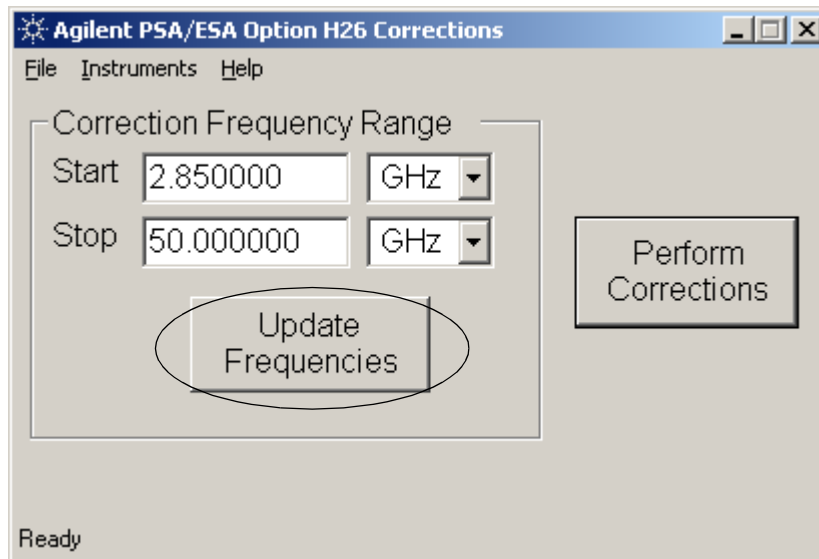 Agilent PSA/ESA Option H26 Corrections
File Instruments Help
Correction Frequency Range
Start 2.850000 GHz
Stop 50.000000 GHz
Update
Frequencies
Perform
Corrections
Ready